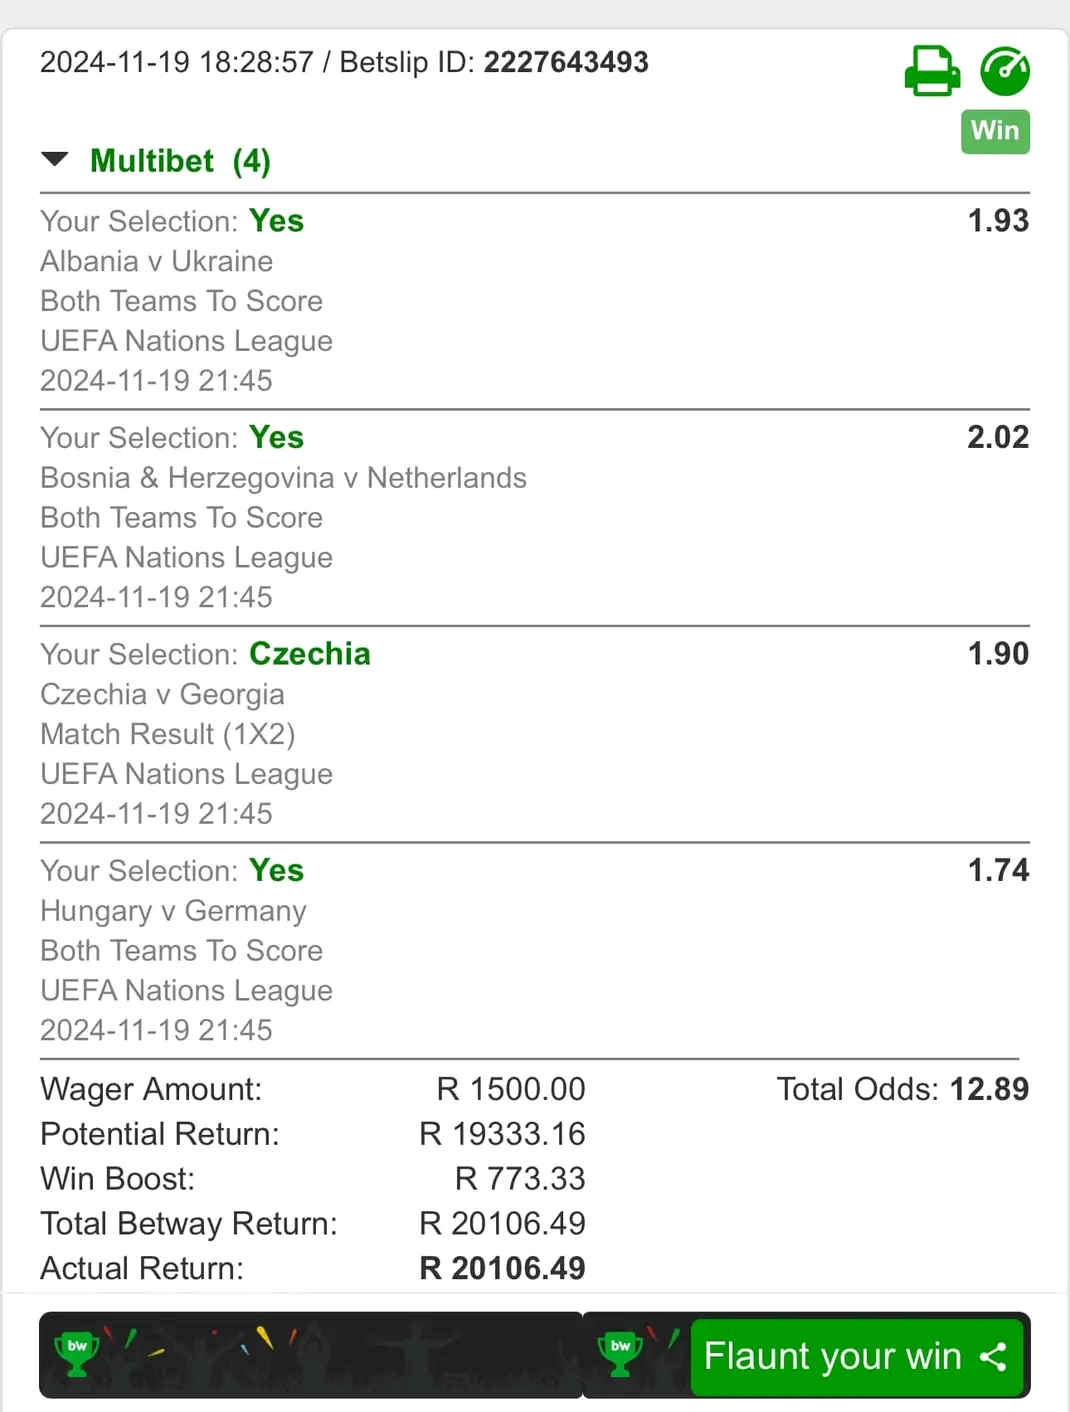 2024-11-19 18:28:57 / Betslip ID: 2227643493
Win
Multibet (4)
Your Selection: Yes 1.93
Albania v Ukraine
Both Teams To Score
UEFA Nations League
2024-11-19 21:45
Your Selection: Yes 2.02
Bosnia & Herzegovina v Netherlands
Both Teams To Score
UEFA Nations League
2024-11-19 21:45
Your Selection: Czechia 1.90
Czechia v Georgia
Match Result (1X2)
UEFA Nations League
2024-11-19 21:45
Your Selection: Yes 1.74
Hungary v Germany
Both Teams To Score
UEFA Nations League
2024-11-19 21:45
Wager Amount: R 1500.00 Total Odds: 12.89
Potential Return: R 19333.16
Win Boost: R 773.33
Total Betway Return: R 20106.49
Actual Return: R 20106.49
bw bw Flaunt your win